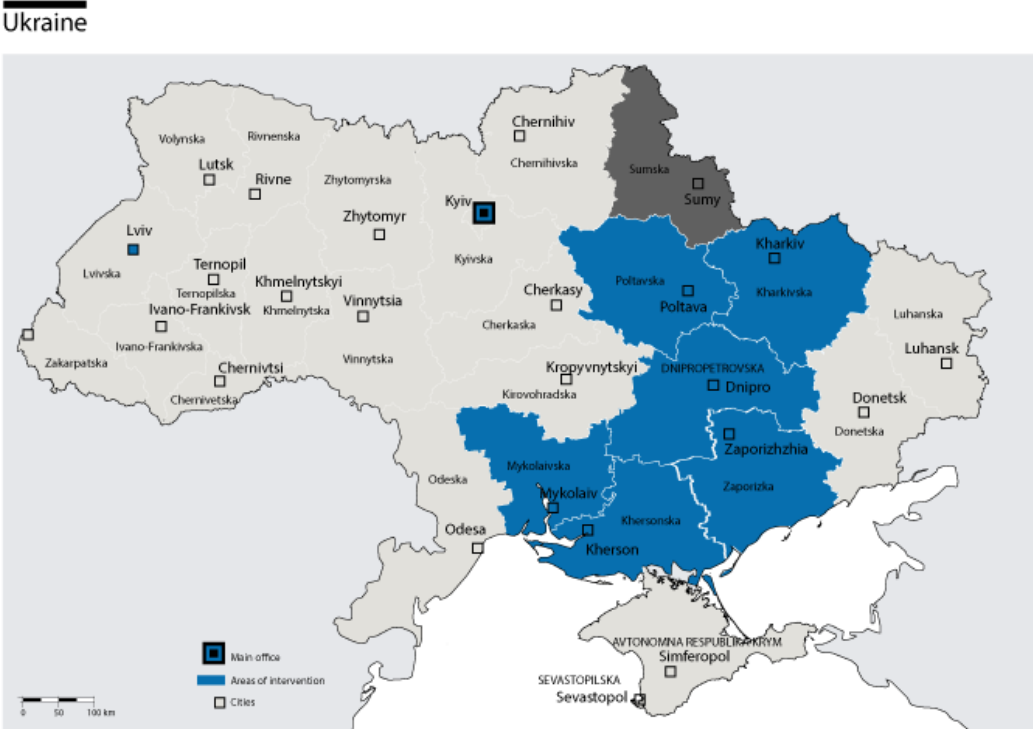 Ukraine
Chernihiv
Volynska
Rivnenska
Chernihivska
Lutsk
Sumska
Rivne
Zhytomyrska
Sumy
Kyiv
Zhytomyr
Lviv
Kharkiv
Kyivska
Ternopil
Lvivska
Khmelnytskyi
Poltavska
Ternopilska
Cherkasy
Kharkivska
Vinnytsia
Poltava
Ivano-Frankivsk
Khmelnytska
Luhanska
Cherkaska
Ivano-Frankivska
Luhansk
Vinnytska
Zakarpatska
Chernivtsi
Kropyvnytskyi
DNIPROPETROVSKA
Dnipro
Kirovohradska
Chernivetska
Donetsk
Donetska
Zaporizhzhia
Mykolaivska
Odeska
Zaporizka
Mykolaiv
Khersonska
Odesa
Kherson
AVTONOMNA RESPUBLIKA KRYM
Simferopol
SEVASTOPILSKA
Sevastopol
Main office
Areas of intervention
Cities
0 50 100 km